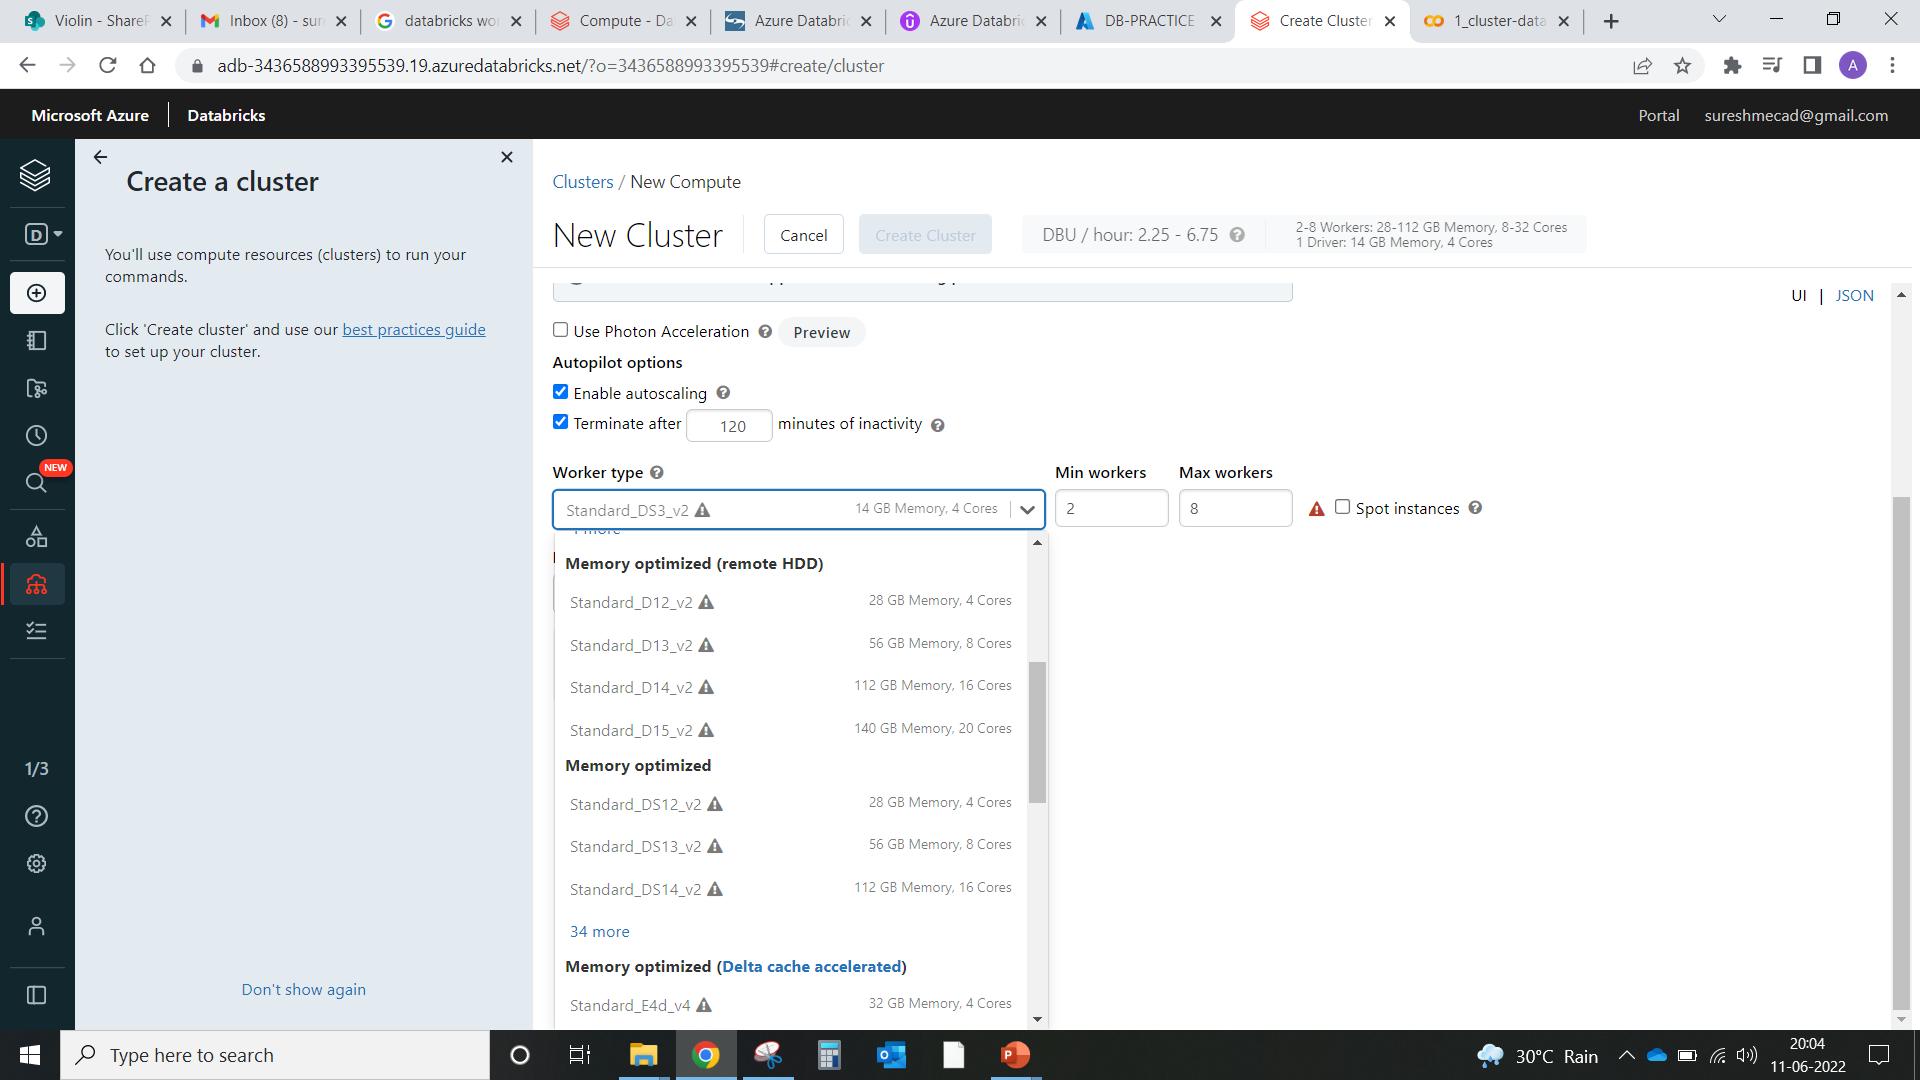 Violin - ShareP
Inbox (8) - sur
databricks wo
Compute - Da
Azure Databric
Azure Databric
DB-PRACTICE
Create Cluster
1_cluster-data
adb-3436588993395539.19.azuredatabricks.net/?o=3436588993395539#create/cluster
A
Microsoft Azure
Databricks
Portal
sureshmecad@gmail.com
D
NEW
1/3
Create a cluster
You'll use compute resources (clusters) to run your
commands.
Click 'Create cluster' and use our best practices guide
to set up your cluster.
Don't show again
Clusters / New Compute
New Cluster
Cancel
Create Cluster
DBU / hour: 2.25 - 6.75
2-8 Workers: 28-112 GB Memory, 8-32 Cores
1 Driver: 14 GB Memory, 4 Cores
UI | JSON
Use Photon Acceleration Preview
Autopilot options
Enable autoscaling
Terminate after 120 minutes of inactivity
Worker type
Min workers
Max workers
Standard_DS3_v2 14 GB Memory, 4 Cores
2
8
Spot instances
Memory optimized (remote HDD)
Standard_D12_v2 28 GB Memory, 4 Cores
Standard_D13_v2 56 GB Memory, 8 Cores
Standard_D14_v2 112 GB Memory, 16 Cores
Standard_D15_v2 140 GB Memory, 20 Cores
Memory optimized
Standard_DS12_v2 28 GB Memory, 4 Cores
Standard_DS13_v2 56 GB Memory, 8 Cores
Standard_DS14_v2 112 GB Memory, 16 Cores
34 more
Memory optimized (Delta cache accelerated)
Standard_E4d_v4 32 GB Memory, 4 Cores
Type here to search
30°C Rain
20:04
11-06-2022